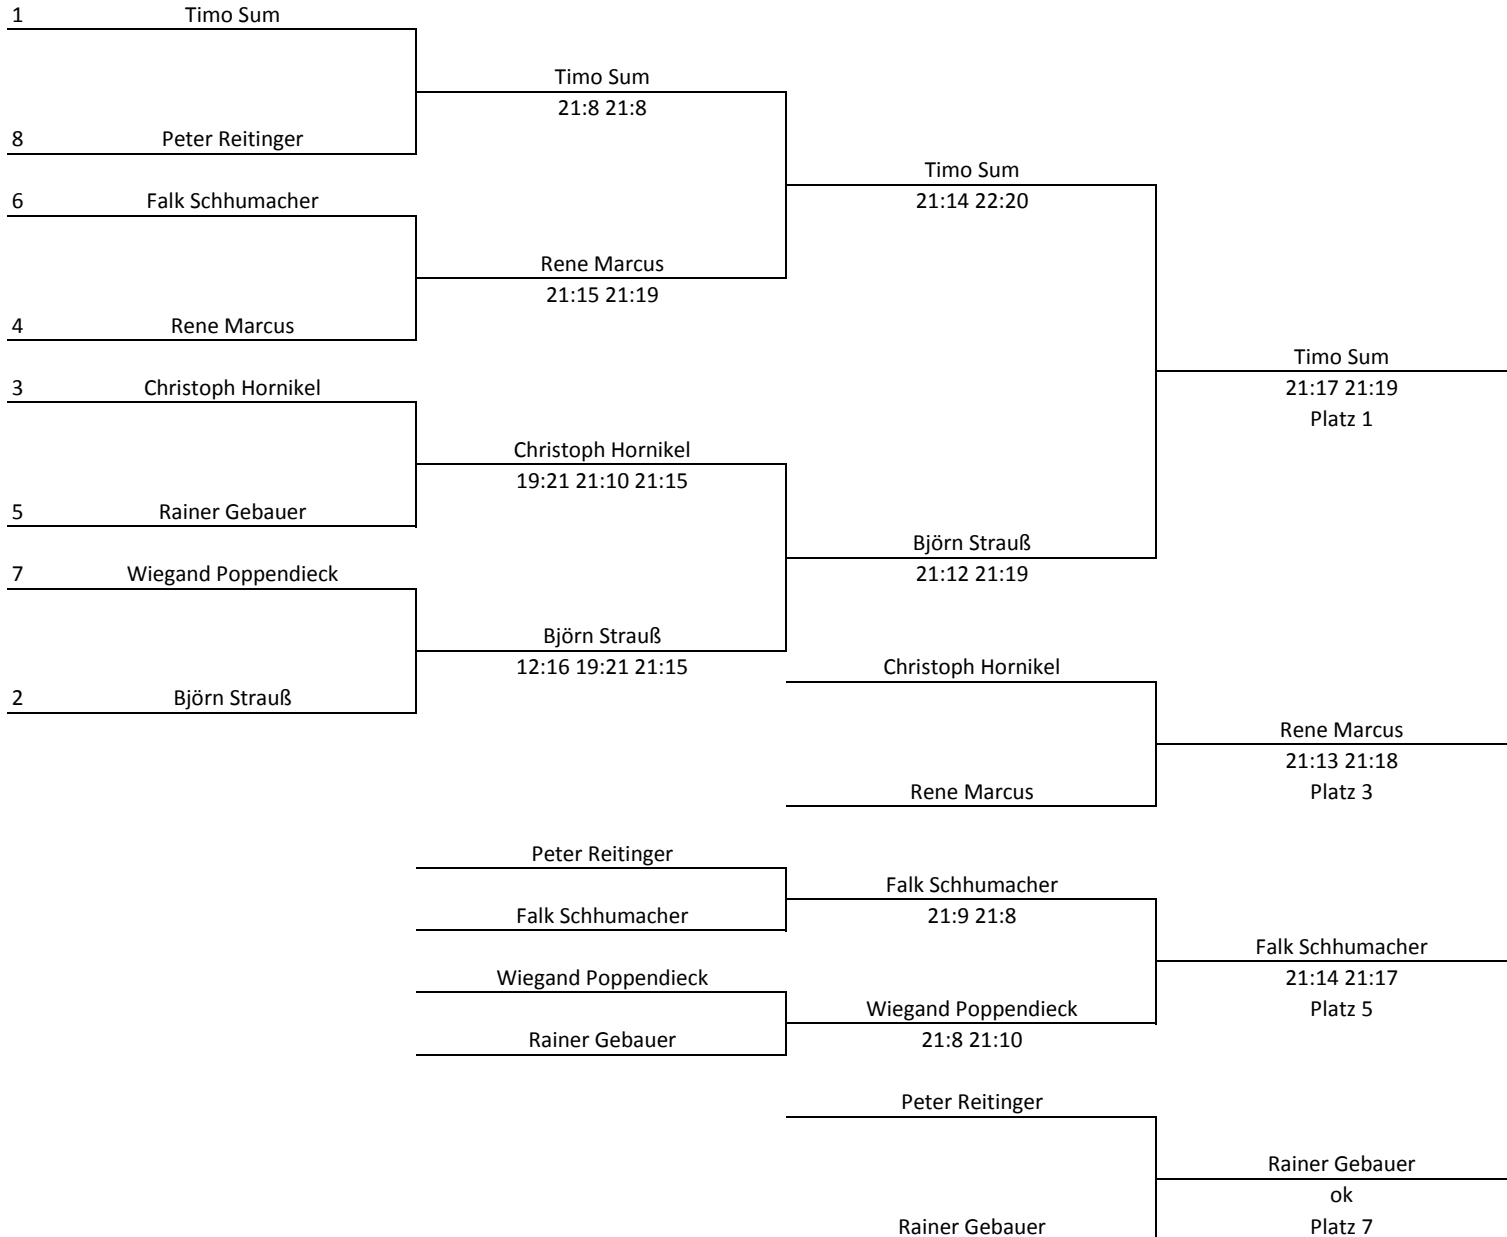 1 Timo Sum
Timo Sum
21:8 21:8
8 Peter Reitinger
Timo Sum
6 Falk Schhumacher
21:14 22:20
Rene Marcus
21:15 21:19
4 Rene Marcus
Timo Sum
3 Christoph Hornikel
21:17 21:19
Platz 1
Christoph Hornikel
19:21 21:10 21:15
5 Rainer Gebauer
Björn Strauß
7 Wiegand Poppendieck
21:12 21:19
Björn Strauß
12:16 19:21 21:15
Christoph Hornikel
2 Björn Strauß
Rene Marcus
21:13 21:18
Rene Marcus
Platz 3
Peter Reitinger
Falk Schhumacher
Falk Schhumacher
21:9 21:8
Falk Schhumacher
Wiegand Poppendieck
21:14 21:17
Wiegand Poppendieck
Platz 5
Rainer Gebauer
21:8 21:10
Peter Reitinger
Rainer Gebauer
ok
Rainer Gebauer
Platz 7